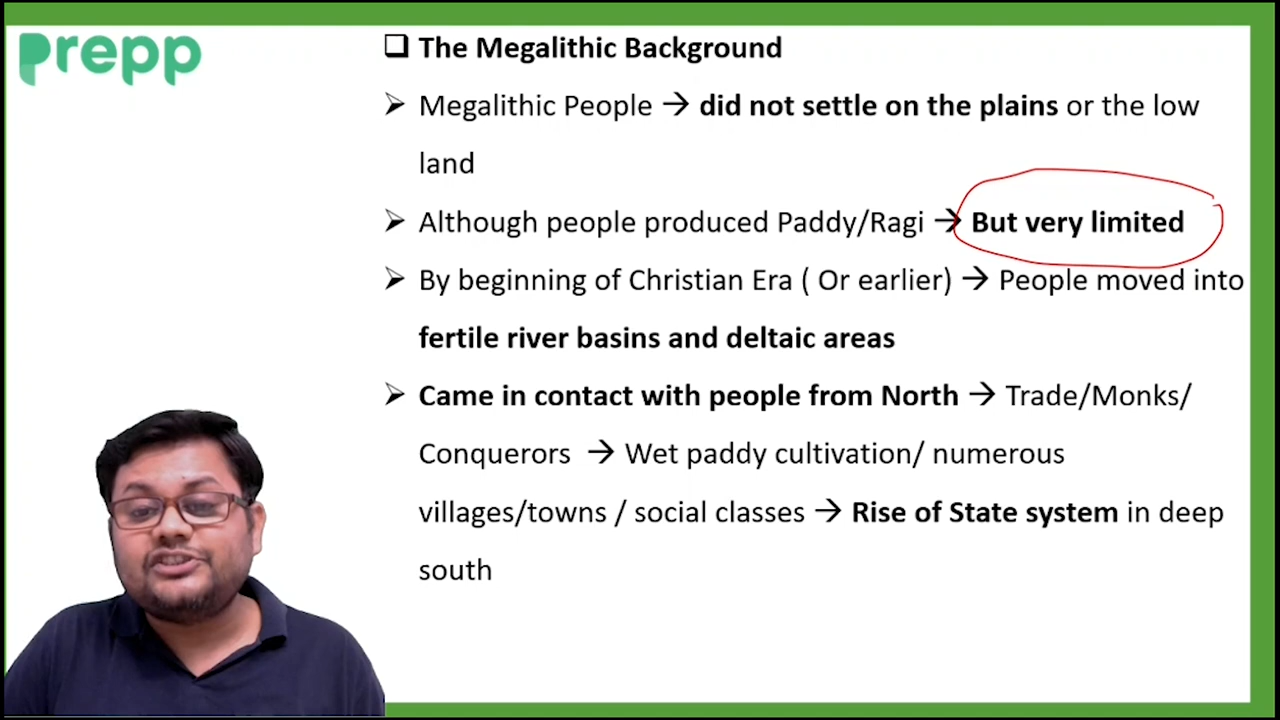 prepp
❑ The Megalithic Background
➢ Megalithic People → did not settle on the plains or the low
land
➢ Although people produced Paddy/Ragi → But very limited
➢ By beginning of Christian Era ( Or earlier) → People moved into
fertile river basins and deltaic areas
➢ Came in contact with people from North → Trade/Monks/
Conquerors → Wet paddy cultivation/ numerous
villages/towns / social classes → Rise of State system in deep
south